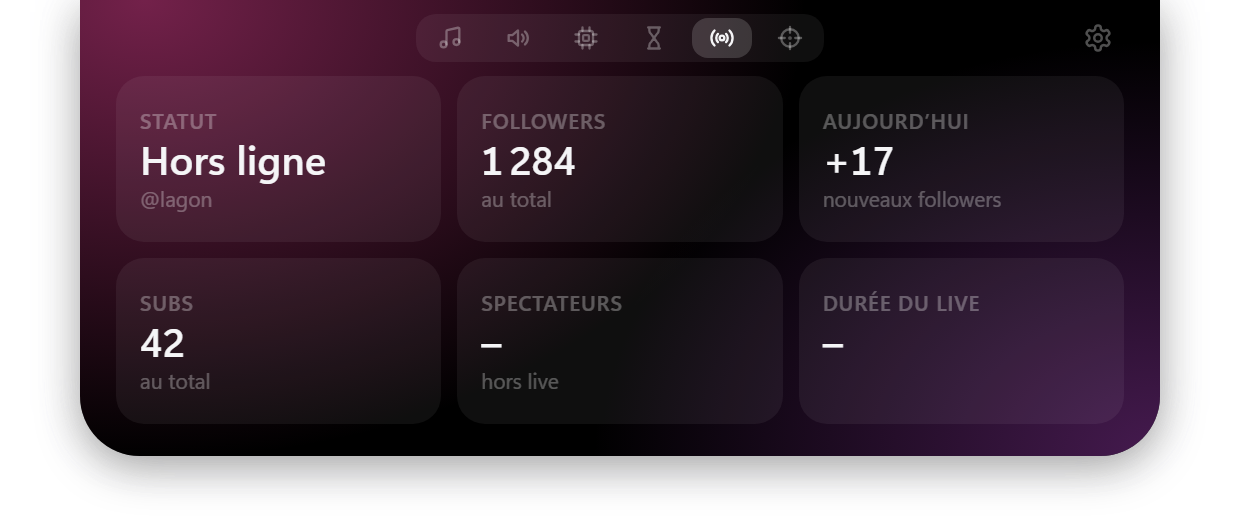 STATUT
Hors ligne
@lagon
FOLLOWERS
1 284
au total
AUJOURD’HUI
+17
nouveaux followers
SUBS
42
au total
SPECTATEURS
–
hors live
DURÉE DU LIVE
–